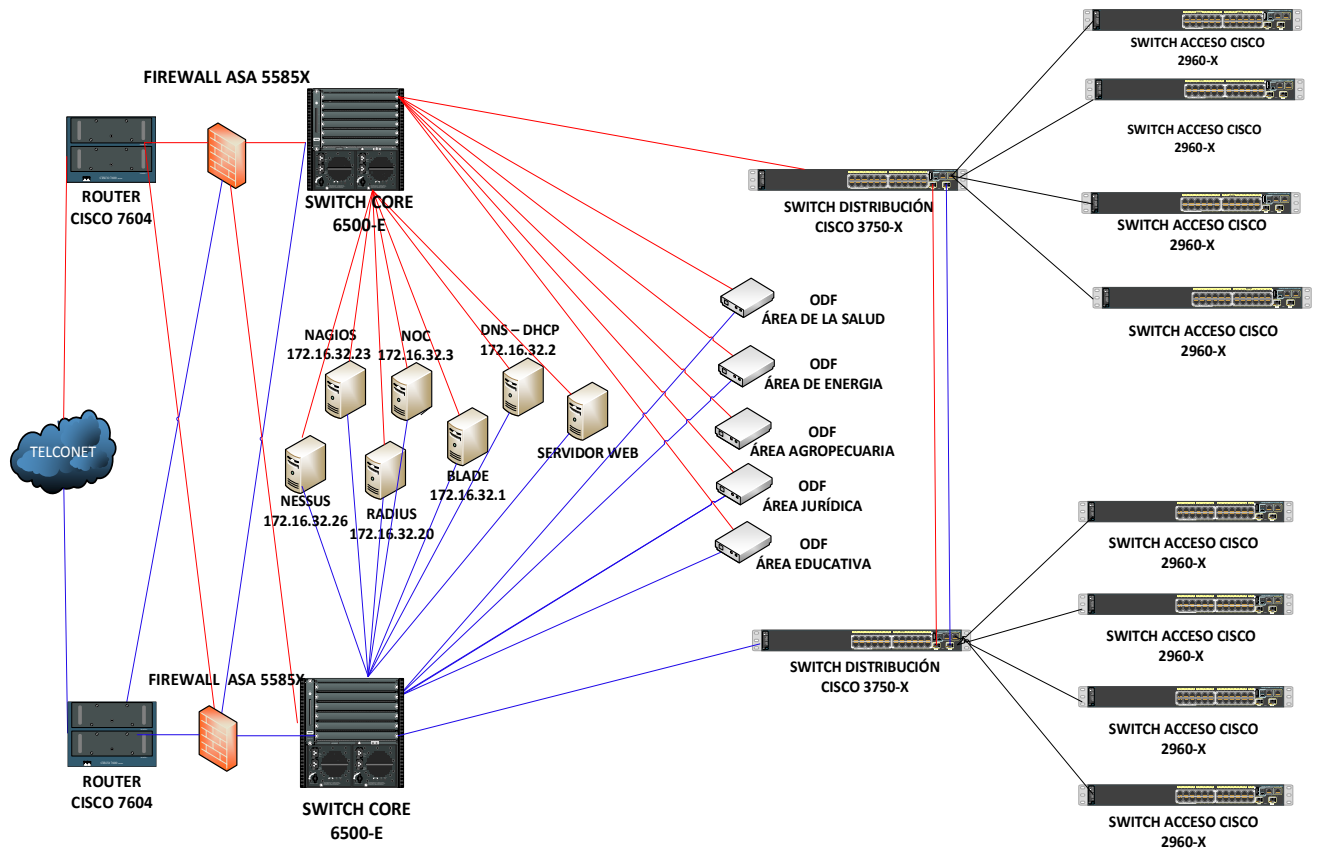 FIREWALL ASA 5585X
ROUTER
CISCO 7604
SWITCH CORE
6500-E
SWITCH DISTRIBUCIÓN
CISCO 3750-X
SWITCH ACCESO CISCO
2960-X
SWITCH ACCESO CISCO
2960-X
SWITCH ACCESO CISCO
2960-X
SWITCH ACCESO CISCO
2960-X
NAGIOS
172.16.32.23
NOC
172.16.32.3
DNS – DHCP
172.16.32.2
SERVIDOR WEB
BLADE
172.16.32.1
NESSUS
172.16.32.26
RADIUS
172.16.32.20
ODF
ÁREA DE LA SALUD
ODF
ÁREA DE ENERGIA
ODF
ÁREA AGROPECUARIA
ODF
ÁREA JURÍDICA
ODF
ÁREA EDUCATIVA
TELCONET
FIREWALL ASA 5585X
ROUTER
CISCO 7604
SWITCH CORE
6500-E
SWITCH DISTRIBUCIÓN
CISCO 3750-X
SWITCH ACCESO CISCO
2960-X
SWITCH ACCESO CISCO
2960-X
SWITCH ACCESO CISCO
2960-X
SWITCH ACCESO CISCO
2960-X